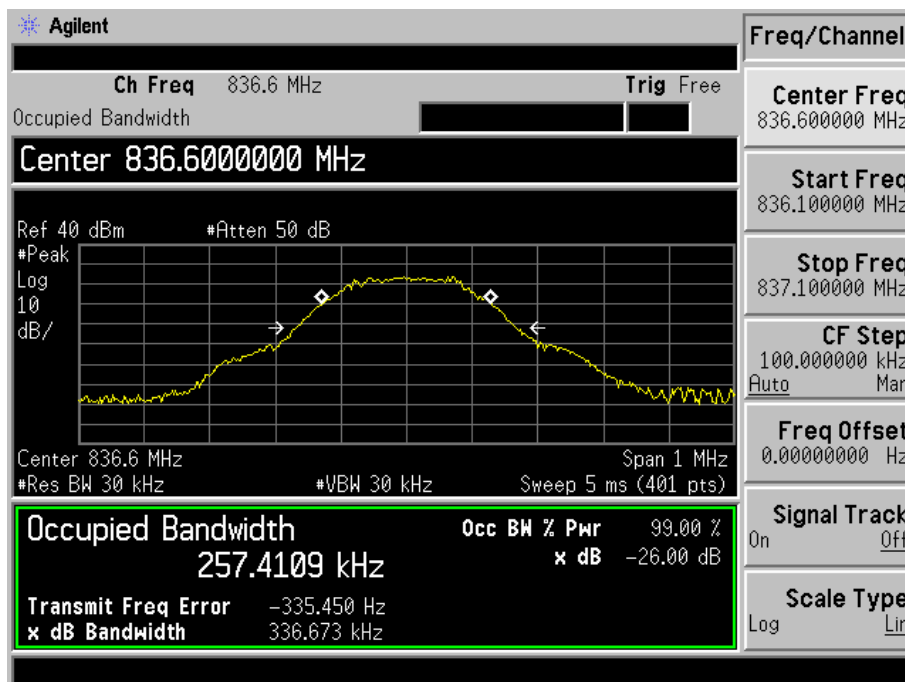 Agilent
Freq/Channel
Ch Freq 836.6 MHz Trig Free
Occupied Bandwidth
Center 836.6000000 MHz
Ref 40 dBm #Atten 50 dB
#Peak
Log
10
dB/
Center 836.6 MHz Span 1 MHz
#Res BW 30 kHz #VBW 30 kHz Sweep 5 ms (401 pts)
Occupied Bandwidth
257.4109 kHz
Occ BW % Pwr 99.00 %
x dB -26.00 dB
Transmit Freq Error -335.450 Hz
x dB Bandwidth 336.673 kHz
Center Freq
836.600000 MHz
Start Freq
836.100000 MHz
Stop Freq
837.100000 MHz
CF Step
100.000000 kHz
Auto Man
Freq Offset
0.00000000 Hz
Signal Track
On Off
Scale Type
Log Lin